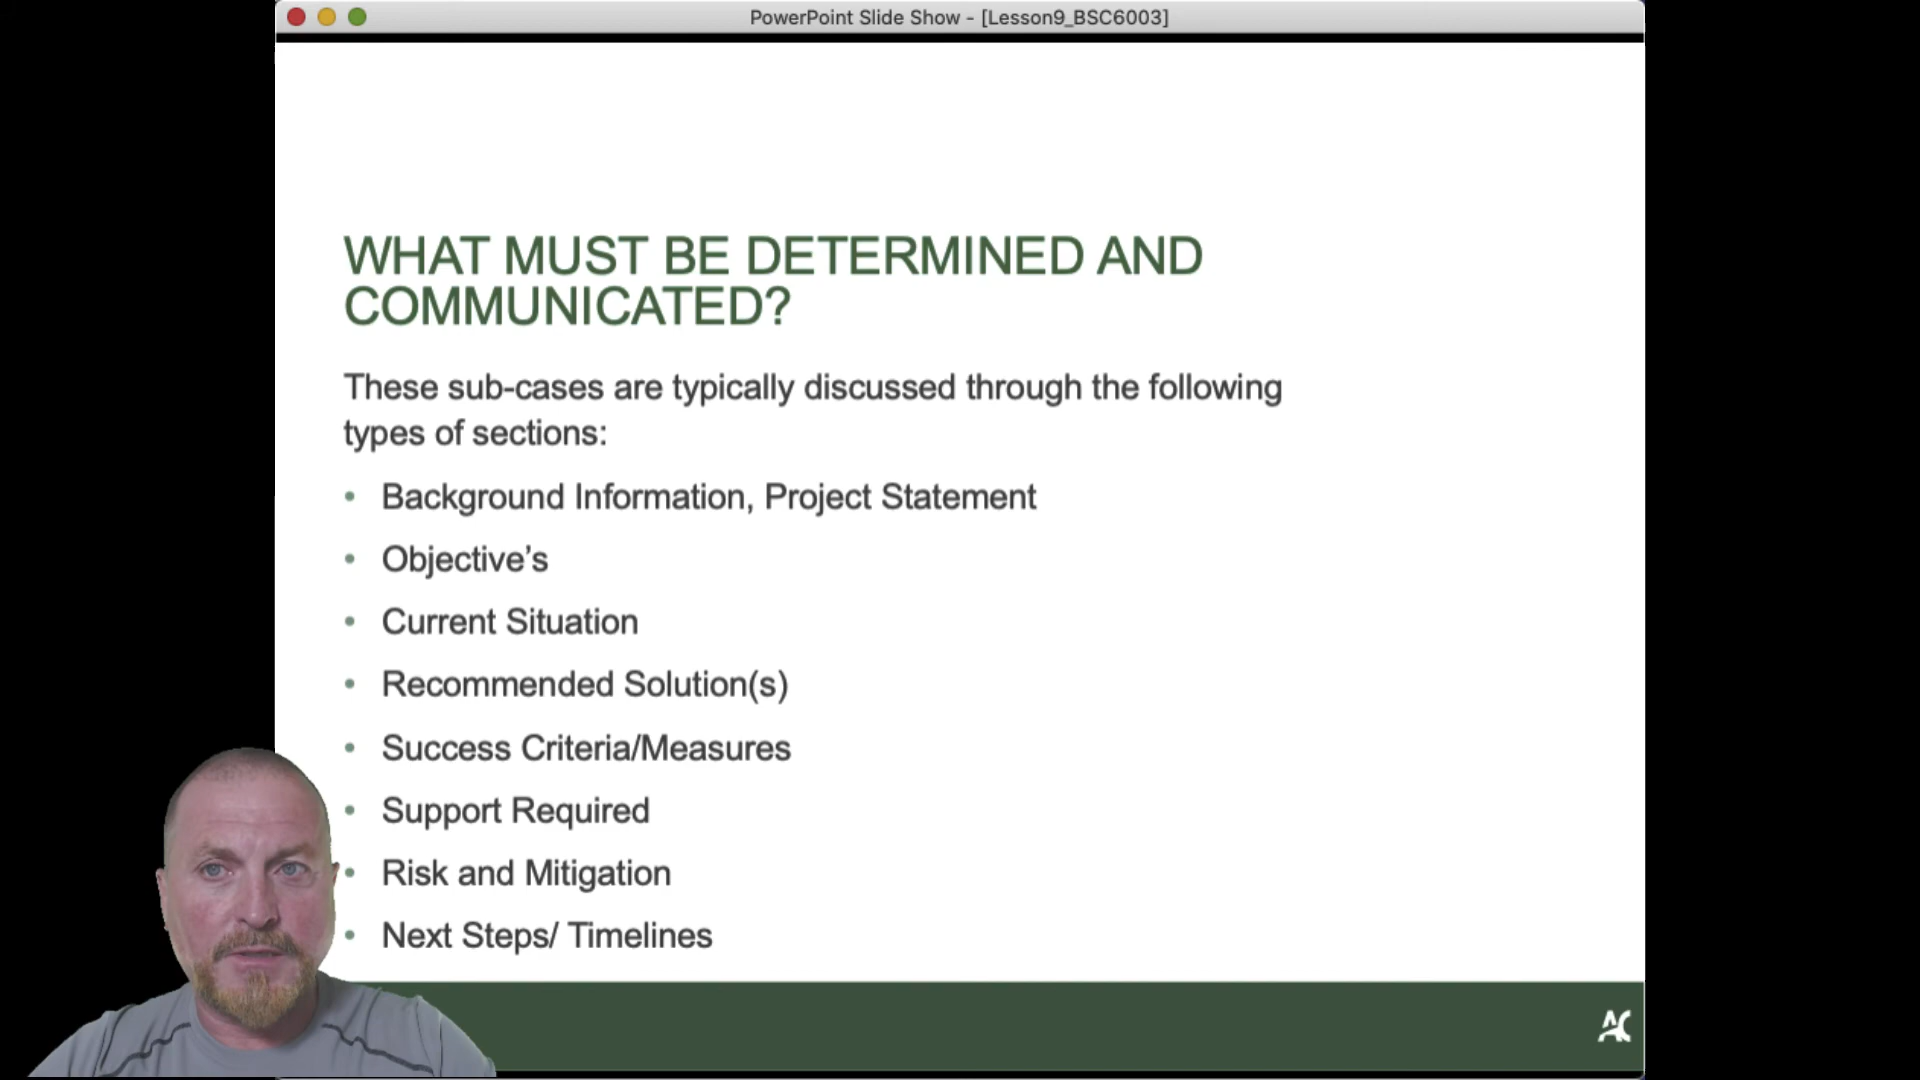 PowerPoint Slide Show - [Lesson9_BSC6003]
WHAT MUST BE DETERMINED AND
COMMUNICATED?
These sub-cases are typically discussed through the following
types of sections:
• Background Information, Project Statement
• Objective’s
• Current Situation
• Recommended Solution(s)
• Success Criteria/Measures
• Support Required
• Risk and Mitigation
• Next Steps/ Timelines
AC